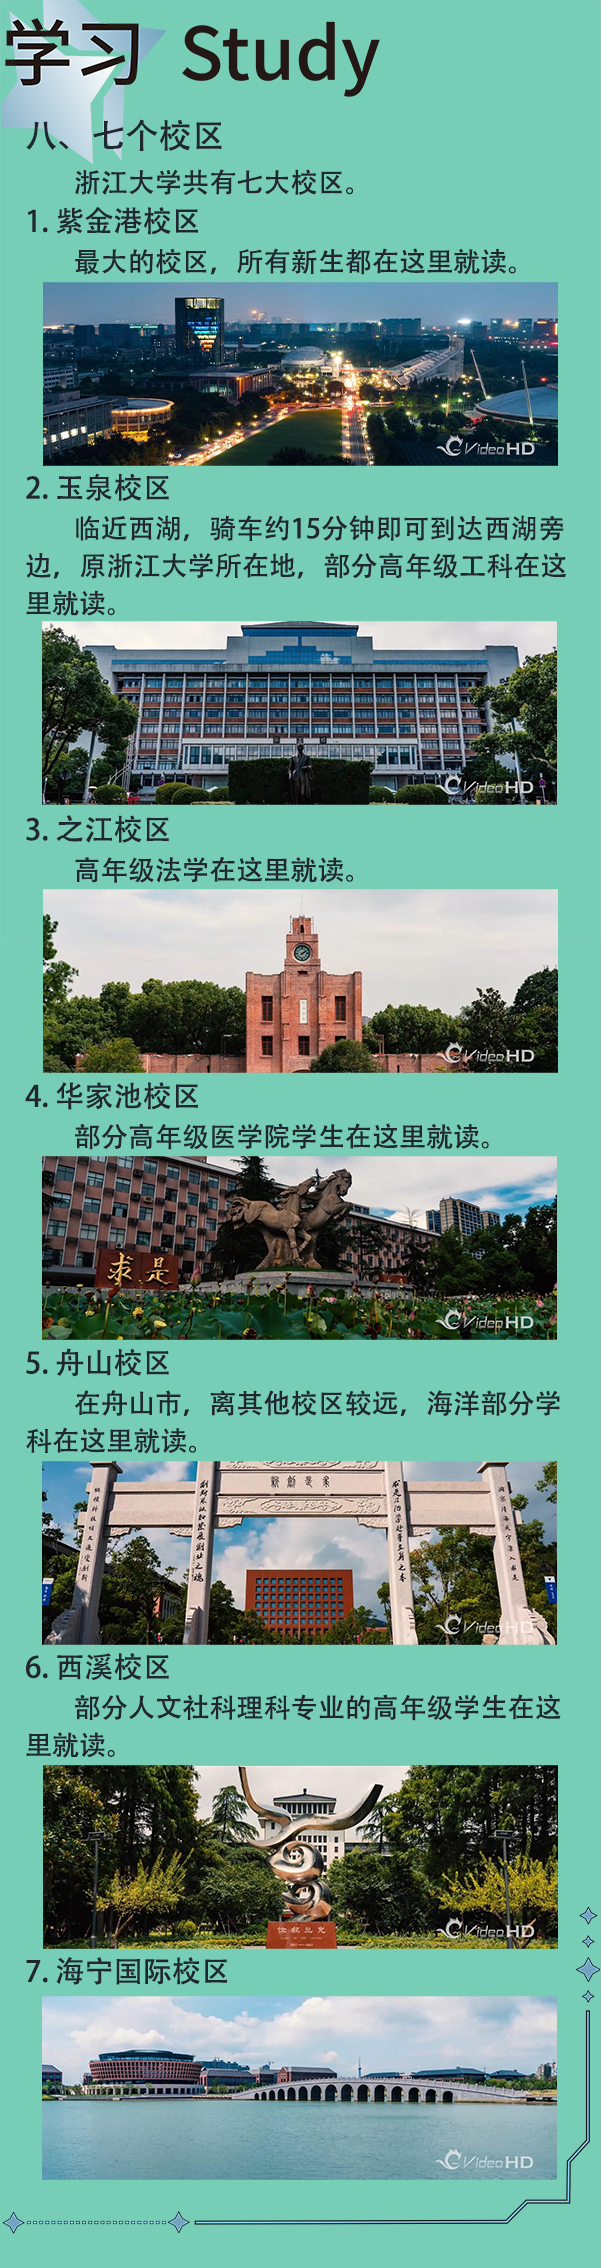 学习 Study
八、七个校区
浙江大学共有七大校区。
1. 紫金港校区
最大的校区，所有新生都在这里就读。
VideoHD
2. 玉泉校区
临近西湖，骑车约15分钟即可到达西湖旁
边，原浙江大学所在地，部分高年级工科在这
里就读。
VideoHD
3. 之江校区
高年级法学在这里就读。
VideoHD
4. 华家池校区
部分高年级医学院学生在这里就读。
求是
VideoHD
5. 舟山校区
在舟山市，离其他校区较远，海洋部分学
科在这里就读。
VideoHD
6. 西溪校区
部分人文社科理科专业的高年级学生在这
里就读。
VideoHD
7. 海宁国际校区
VideoHD